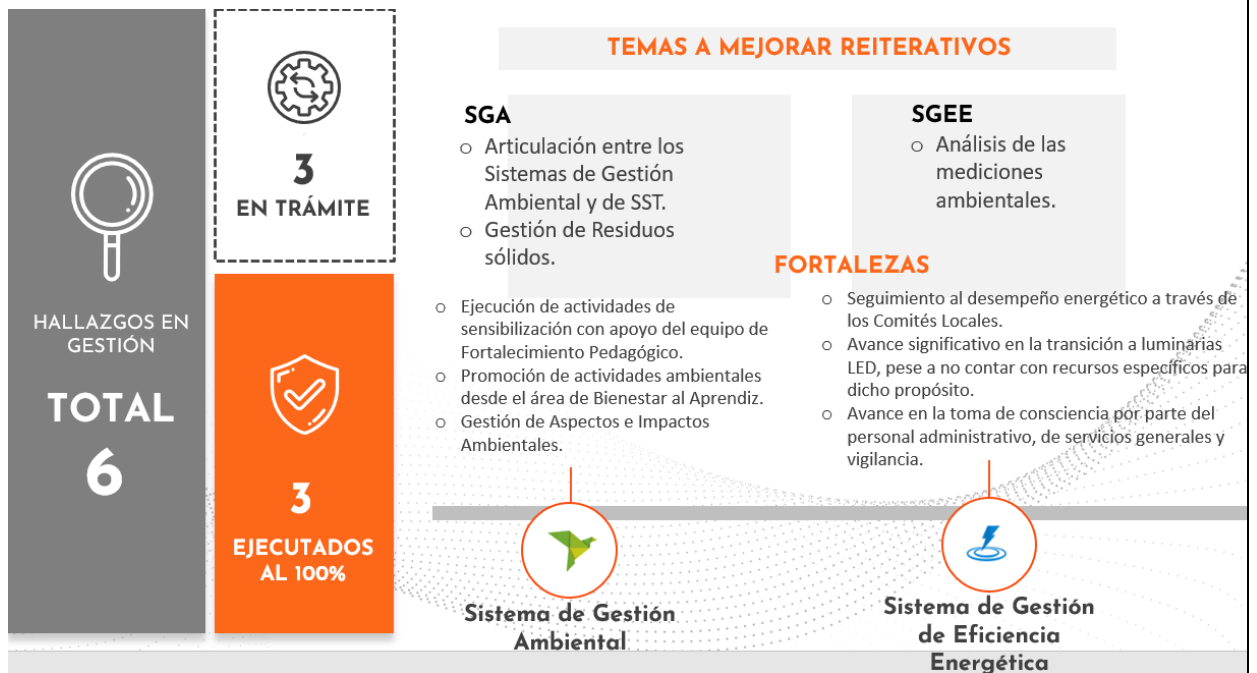 HALLAZGOS EN
GESTIÓN
TOTAL
6
3
EN TRÁMITE
3
EJECUTADOS
AL 100%
TEMAS A MEJORAR REITERATIVOS
SGA
o Articulación entre los
Sistemas de Gestión
Ambiental y de SST.
o Gestión de Residuos
sólidos.
SGEE
o Análisis de las
mediciones
ambientales.
FORTALEZAS
o Ejecución de actividades de
sensibilización con apoyo del equipo de
Fortalecimiento Pedagógico.
o Promoción de actividades ambientales
desde el área de Bienestar al Aprendiz.
o Gestión de Aspectos e Impactos
Ambientales.
o Seguimiento al desempeño energético a través de
los Comités Locales.
o Avance significativo en la transición a luminarias
LED, pese a no contar con recursos específicos para
dicho propósito.
o Avance en la toma de consciencia por parte del
personal administrativo, de servicios generales y
vigilancia.
Sistema de Gestión
Ambiental
Sistema de Gestión
de Eficiencia
Energética